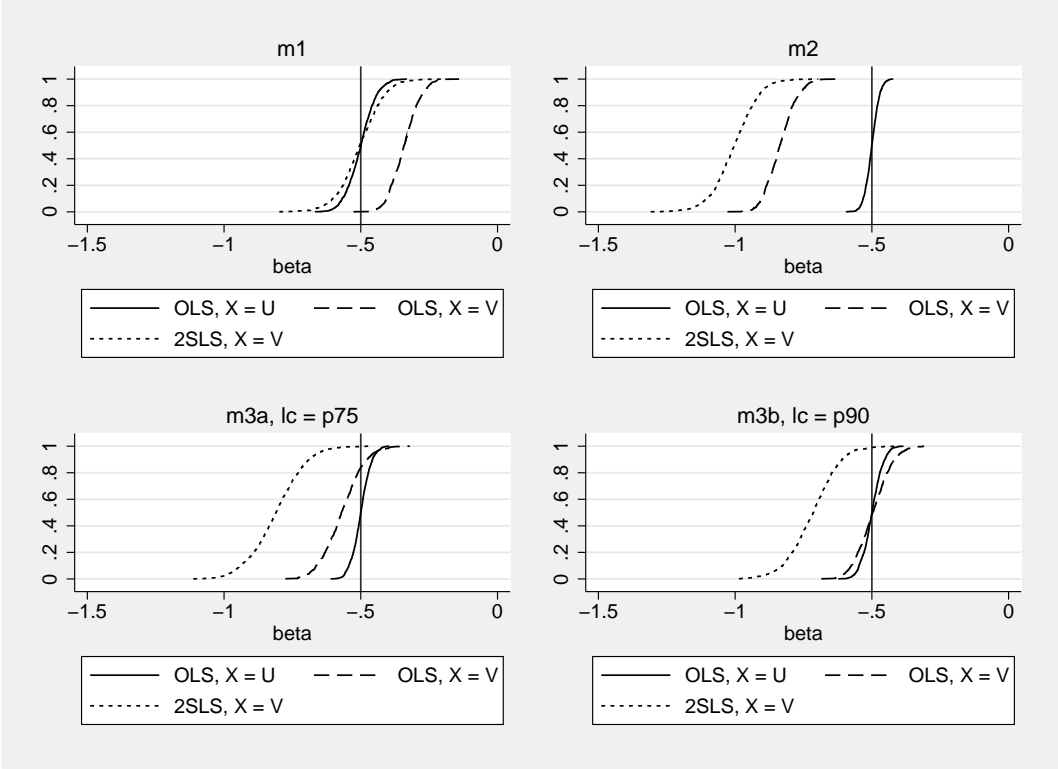 m1
1
.8
.6
.4
.2
0
−1.5 −1 −.5 0
beta
OLS, X = U OLS, X = V
2SLS, X = V
m2
1
.8
.6
.4
.2
0
−1.5 −1 −.5 0
beta
OLS, X = U OLS, X = V
2SLS, X = V
m3a, lc = p75
1
.8
.6
.4
.2
0
−1.5 −1 −.5 0
beta
OLS, X = U OLS, X = V
2SLS, X = V
m3b, lc = p90
1
.8
.6
.4
.2
0
−1.5 −1 −.5 0
beta
OLS, X = U OLS, X = V
2SLS, X = V